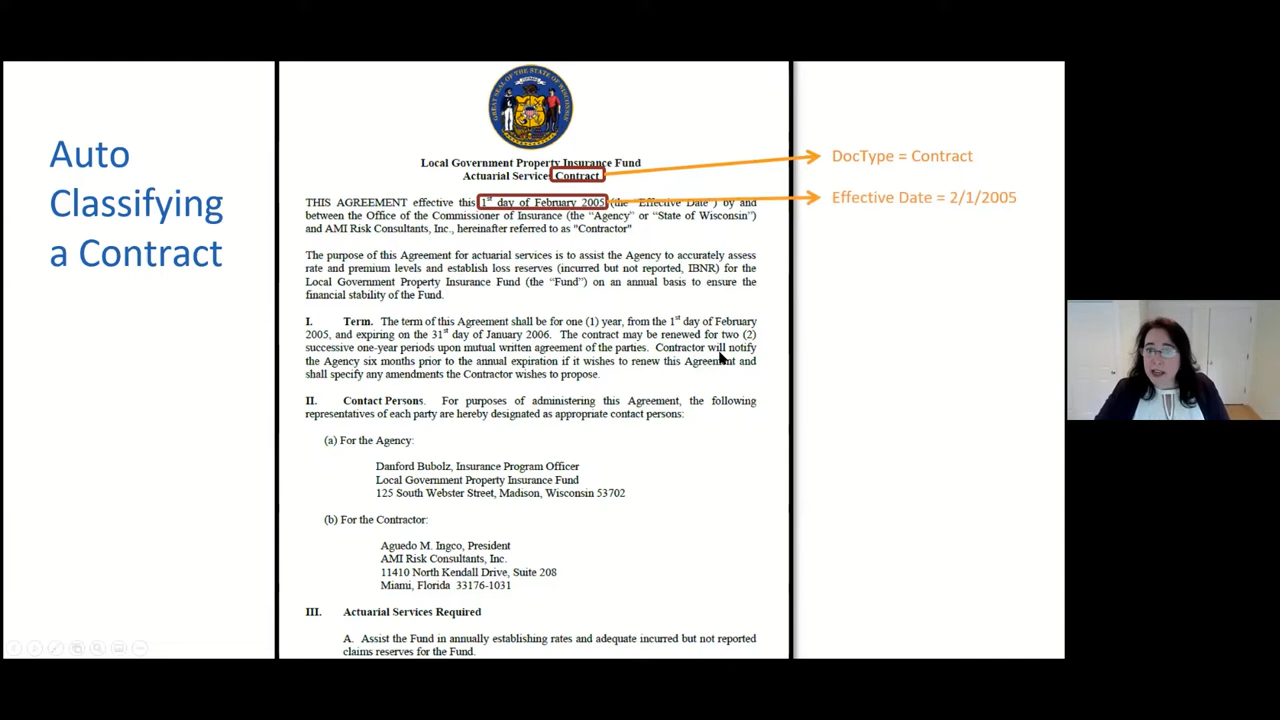 Auto
Classifying
a Contract
GREAT SEAL OF THE STATE OF WISCONSIN
Local Government Property Insurance Fund
Actuarial Services Contract
THIS AGREEMENT effective this 1st day of February 2005 (the "Effective Date") by and
between the Office of the Commissioner of Insurance (the “Agency” or “State of Wisconsin”)
and AMI Risk Consultants, Inc., hereinafter referred to as "Contractor"
The purpose of this Agreement for actuarial services is to assist the Agency to accurately assess
rate and premium levels and establish loss reserves (incurred but not reported, IBNR) for the
Local Government Property Insurance Fund (the “Fund”) on an annual basis to ensure the
financial stability of the Fund.
I. Term. The term of this Agreement shall be for one (1) year, from the 1st day of February
2005, and expiring on the 31st day of January 2006. The contract may be renewed for two (2)
successive one-year periods upon mutual written agreement of the parties. Contractor will notify
the Agency six months prior to the annual expiration if it wishes to renew this Agreement and
shall specify any amendments the Contractor wishes to propose.
II. Contact Persons. For purposes of administering this Agreement, the following
representatives of each party are hereby designated as appropriate contact persons:
(a) For the Agency:
Danford Bubolz, Insurance Program Officer
Local Government Property Insurance Fund
125 South Webster Street, Madison, Wisconsin 53702
(b) For the Contractor:
Aguedo M. Ingco, President
AMI Risk Consultants, Inc.
11410 North Kendall Drive, Suite 208
Miami, Florida 33176-1031
III. Actuarial Services Required
A. Assist the Fund in annually establishing rates and adequate incurred but not reported
claims reserves for the Fund.
DocType = Contract
Effective Date = 2/1/2005